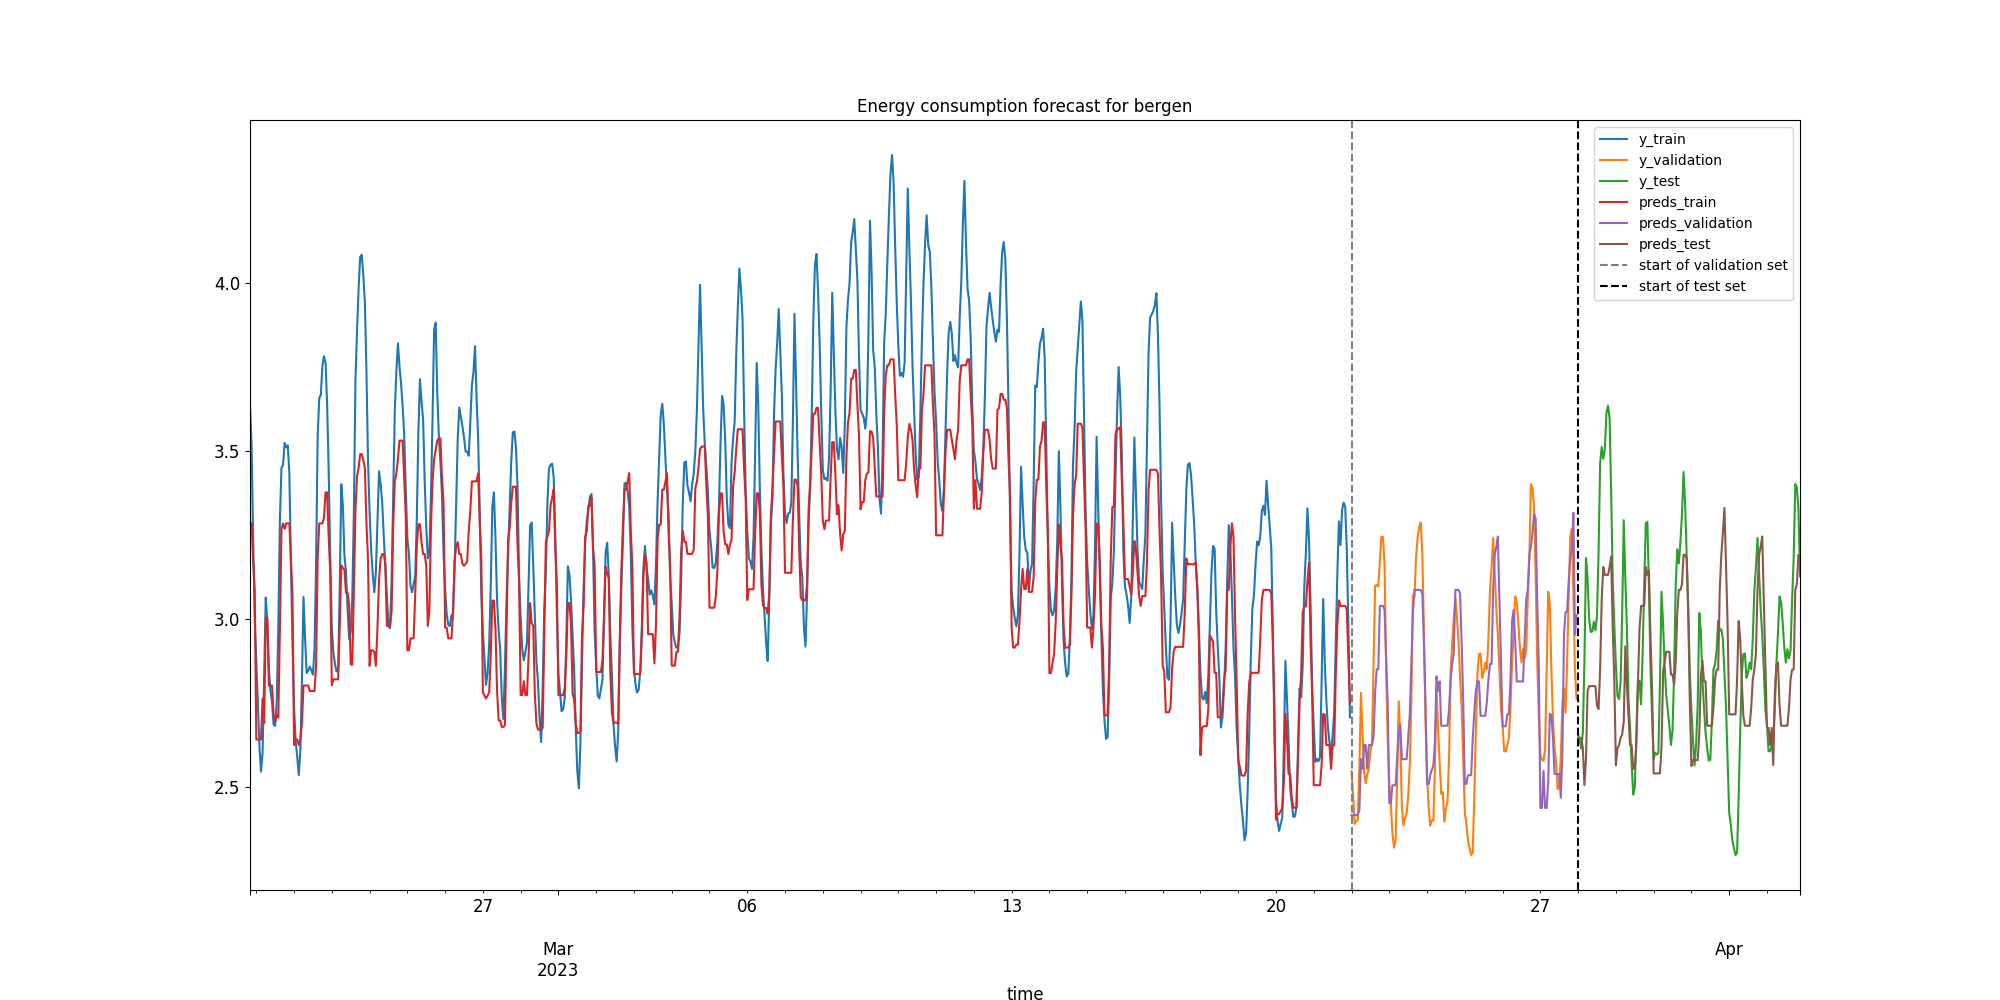 Energy consumption forecast for bergen
y_train
y_validation
y_test
preds_train
preds_validation
preds_test
start of validation set
start of test set
4.0
3.5
3.0
2.5
27 06 13 20 27
Mar Apr
2023
time